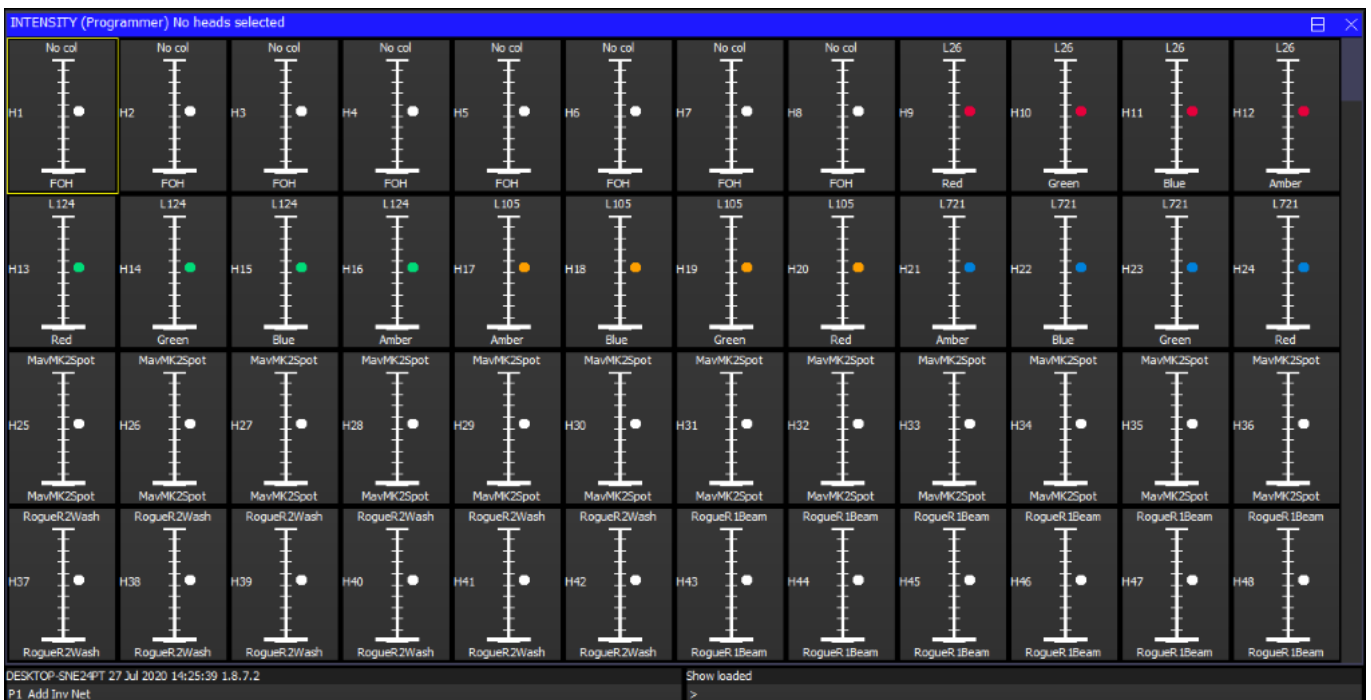 INTENSITY (Programmer) No heads selected
No col No col No col No col No col No col No col No col L26 L26 L26 L26
H1 H2 H3 H4 H5 H6 H7 H8 H9 H10 H11 H12
FOH FOH FOH FOH FOH FOH FOH FOH Red Green Blue Amber
L124 L124 L124 L124 L105 L105 L105 L105 L721 L721 L721 L721
H13 H14 H15 H16 H17 H18 H19 H20 H21 H22 H23 H24
Red Green Blue Amber Amber Blue Green Red Amber Blue Green Red
MavMK2Spot MavMK2Spot MavMK2Spot MavMK2Spot MavMK2Spot MavMK2Spot MavMK2Spot MavMK2Spot MavMK2Spot MavMK2Spot MavMK2Spot MavMK2Spot
H25 H26 H27 H28 H29 H30 H31 H32 H33 H34 H35 H36
MavMK2Spot MavMK2Spot MavMK2Spot MavMK2Spot MavMK2Spot MavMK2Spot MavMK2Spot MavMK2Spot MavMK2Spot MavMK2Spot MavMK2Spot MavMK2Spot
RogueR2Wash RogueR2Wash RogueR2Wash RogueR2Wash RogueR2Wash RogueR2Wash RogueR1Beam RogueR1Beam RogueR1Beam RogueR1Beam RogueR1Beam RogueR1Beam
H37 H38 H39 H40 H41 H42 H43 H44 H45 H46 H47 H48
RogueR2Wash RogueR2Wash RogueR2Wash RogueR2Wash RogueR2Wash RogueR2Wash RogueR1Beam RogueR1Beam RogueR1Beam RogueR1Beam RogueR1Beam RogueR1Beam
DESKTOP-SNE24PT 27 Jul 2020 14:25:39 1.8.7.2 Show loaded
P1 Add Inv Net >